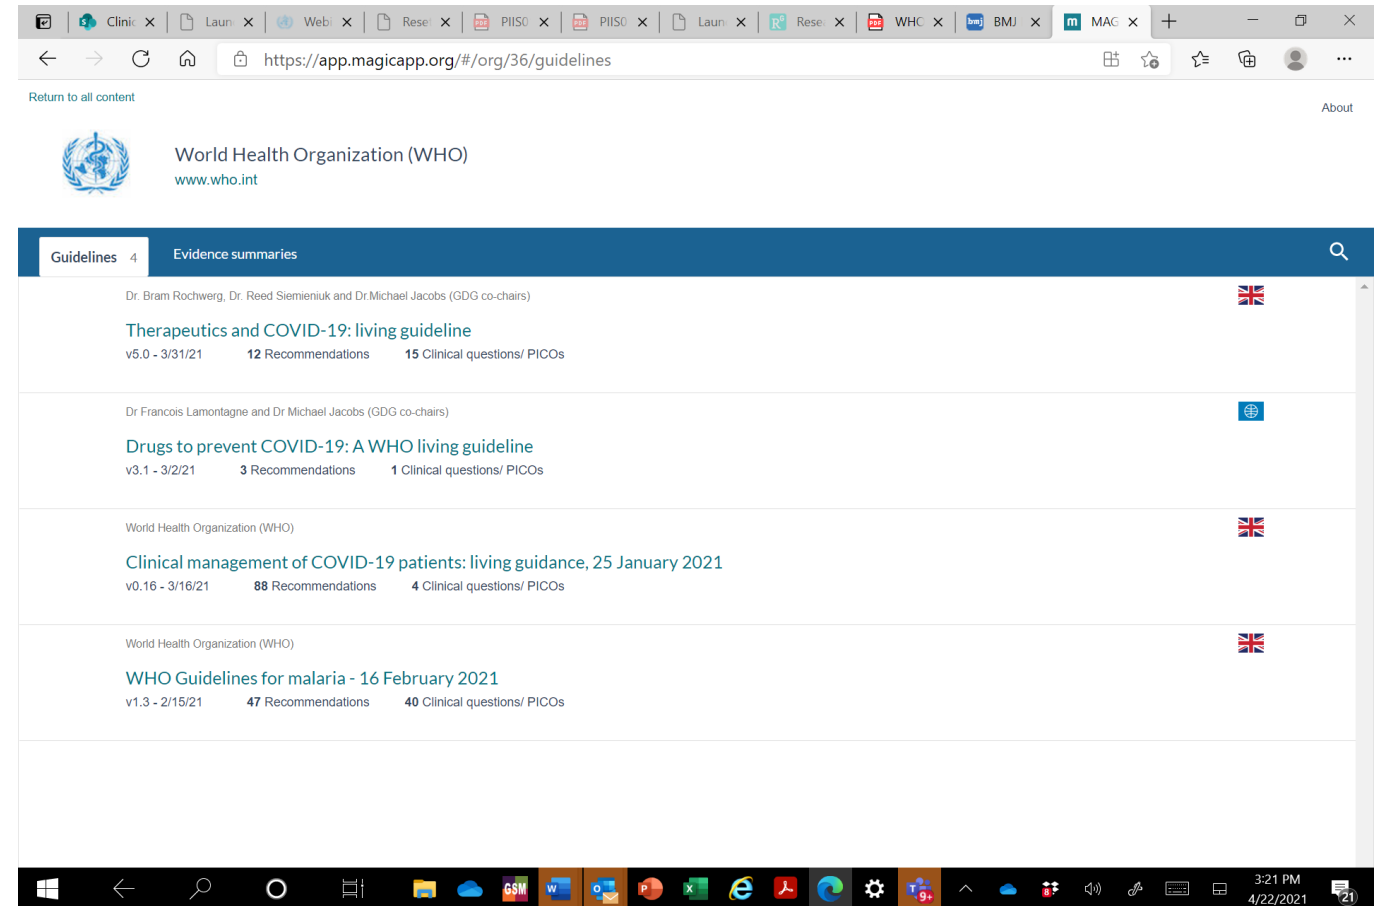 Clinic
Laun
Webi
Reset
PIIS0
PIIS0
Laun
Resea
WHO
BMJ
MAG
https://app.magicapp.org/#/org/36/guidelines
Return to all content
About
World Health Organization (WHO)
www.who.int
Guidelines 4 Evidence summaries
Dr. Bram Rochwerg, Dr. Reed Siemieniuk and Dr.Michael Jacobs (GDG co-chairs)
Therapeutics and COVID-19: living guideline
v5.0 - 3/31/21 12 Recommendations 15 Clinical questions/ PICOs
Dr Francois Lamontagne and Dr Michael Jacobs (GDG co-chairs)
Drugs to prevent COVID-19: A WHO living guideline
v3.1 - 3/2/21 3 Recommendations 1 Clinical questions/ PICOs
World Health Organization (WHO)
Clinical management of COVID-19 patients: living guidance, 25 January 2021
v0.16 - 3/16/21 88 Recommendations 4 Clinical questions/ PICOs
World Health Organization (WHO)
WHO Guidelines for malaria - 16 February 2021
v1.3 - 2/15/21 47 Recommendations 40 Clinical questions/ PICOs
GSM
3:21 PM
4/22/2021
21